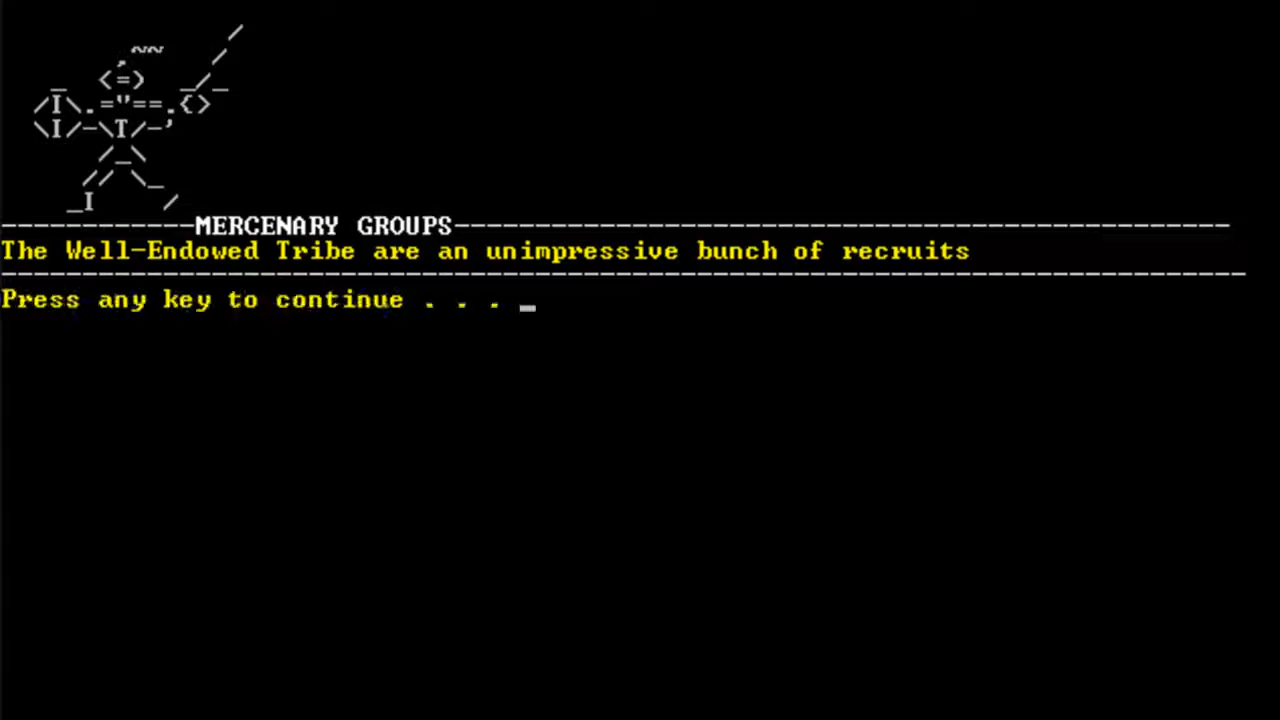 MERCENARY GROUPS
The Well-Endowed Tribe are an unimpressive bunch of recruits
Press any key to continue . . . _